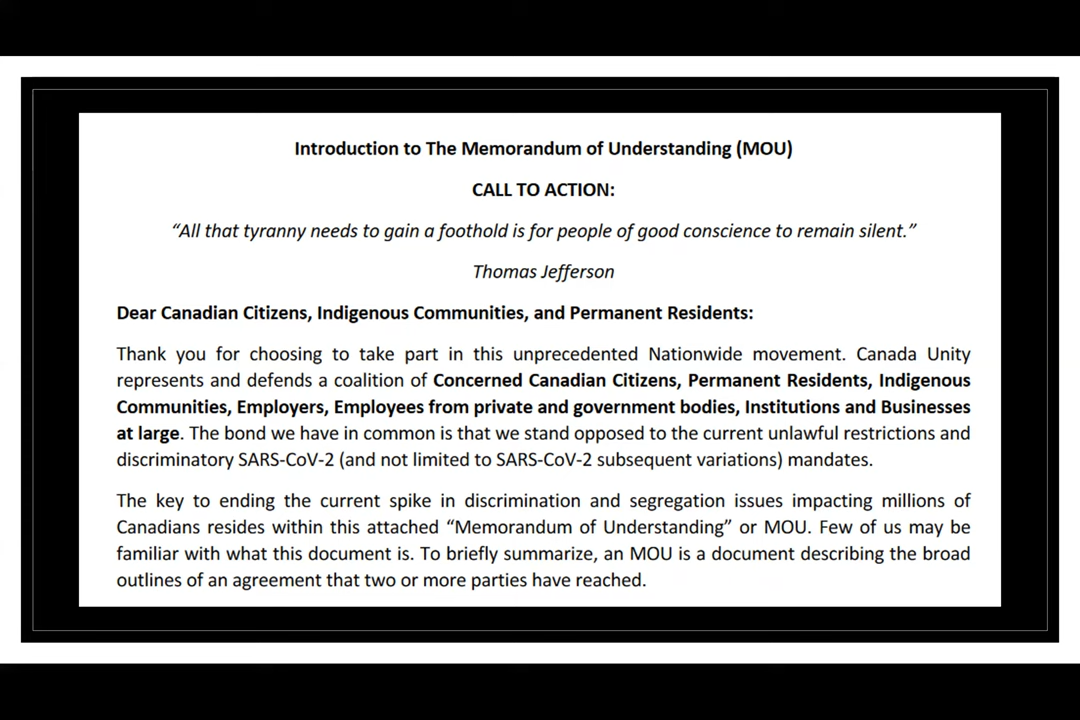 Introduction to The Memorandum of Understanding (MOU)
CALL TO ACTION:
“All that tyranny needs to gain a foothold is for people of good conscience to remain silent.”
Thomas Jefferson
Dear Canadian Citizens, Indigenous Communities, and Permanent Residents:
Thank you for choosing to take part in this unprecedented Nationwide movement. Canada Unity
represents and defends a coalition of Concerned Canadian Citizens, Permanent Residents, Indigenous
Communities, Employers, Employees from private and government bodies, Institutions and Businesses
at large. The bond we have in common is that we stand opposed to the current unlawful restrictions and
discriminatory SARS-CoV-2 (and not limited to SARS-CoV-2 subsequent variations) mandates.
The key to ending the current spike in discrimination and segregation issues impacting millions of
Canadians resides within this attached “Memorandum of Understanding” or MOU. Few of us may be
familiar with what this document is. To briefly summarize, an MOU is a document describing the broad
outlines of an agreement that two or more parties have reached.